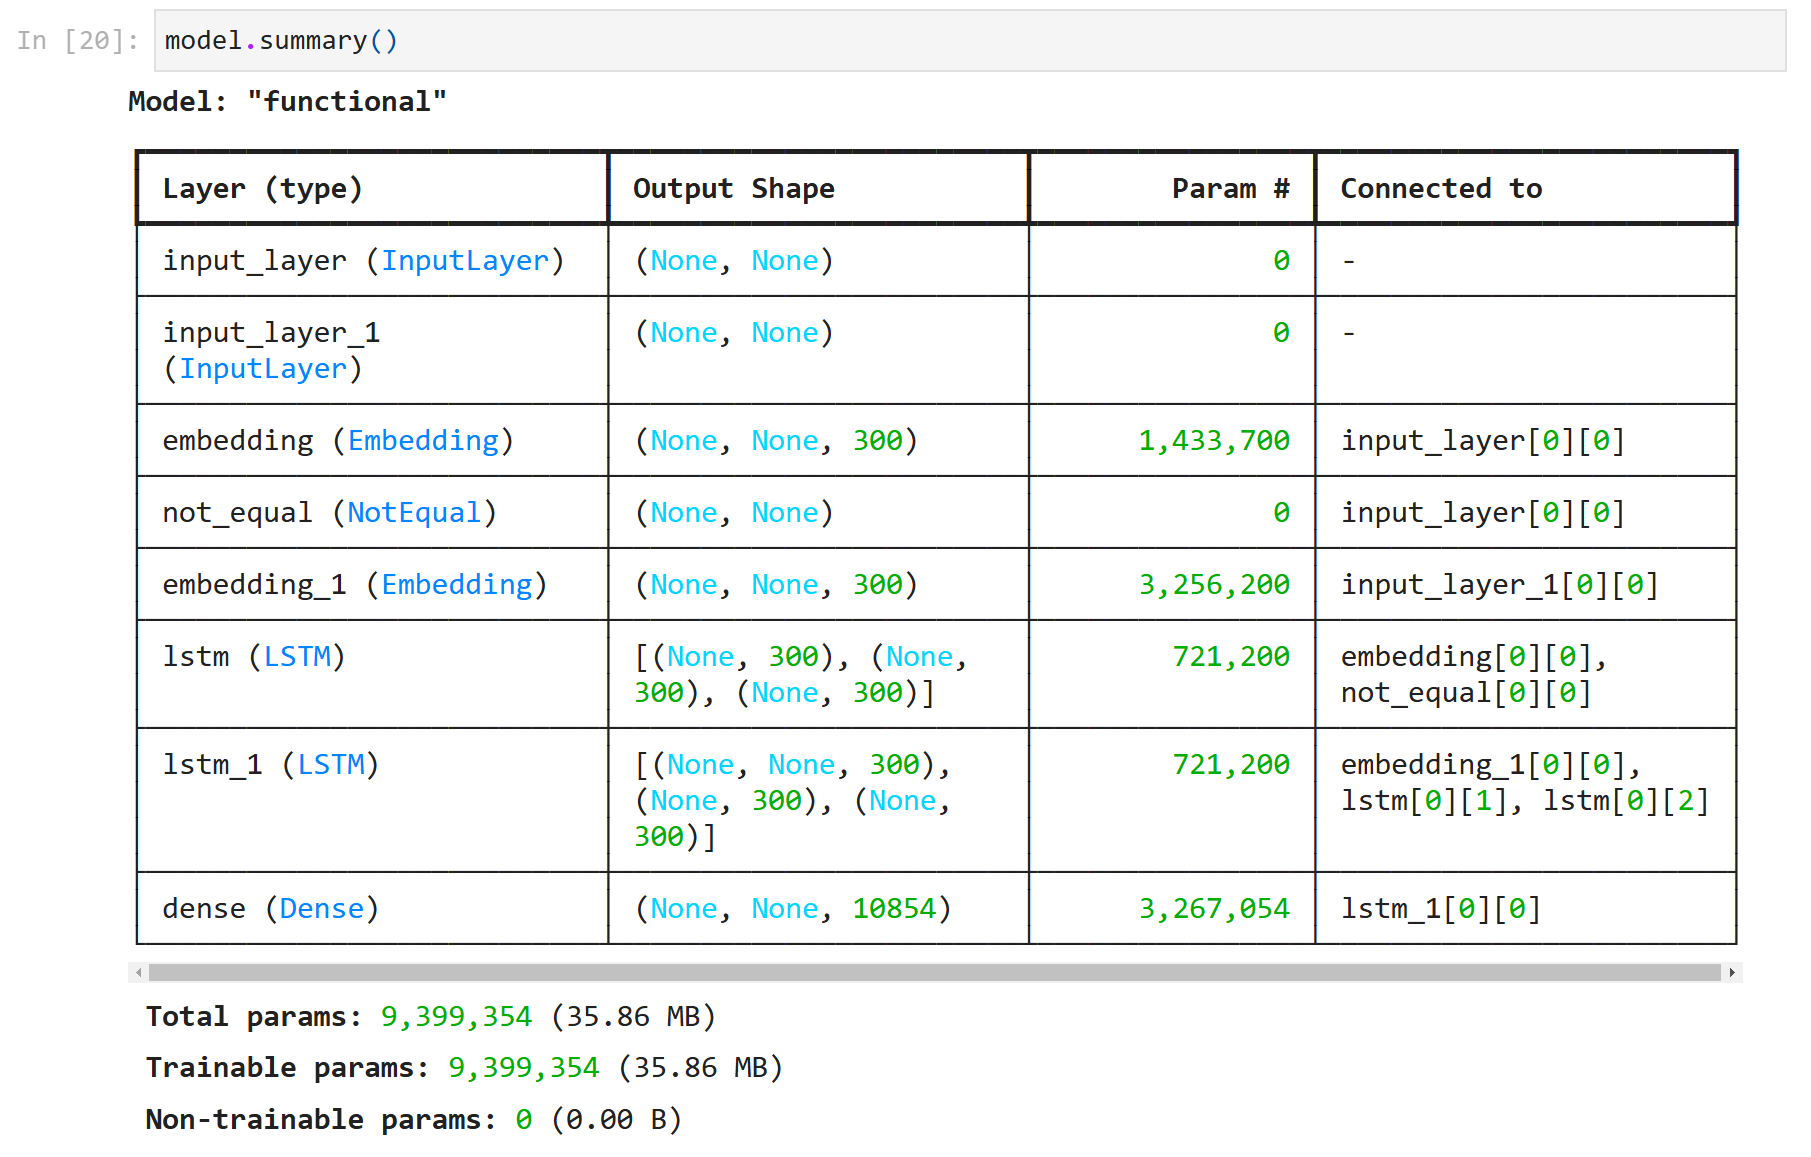 In [20]: model.summary()
Model: "functional"
Layer (type) Output Shape Param # Connected to
input_layer (InputLayer) (None, None) 0 -
input_layer_1 (None, None) 0 -
(InputLayer)
embedding (Embedding) (None, None, 300) 1,433,700 input_layer[0][0]
not_equal (NotEqual) (None, None) 0 input_layer[0][0]
embedding_1 (Embedding) (None, None, 300) 3,256,200 input_layer_1[0][0]
lstm (LSTM) [(None, 300), (None, 721,200 embedding[0][0],
300), (None, 300)] not_equal[0][0]
lstm_1 (LSTM) [(None, None, 300), 721,200 embedding_1[0][0],
(None, 300), (None, lstm[0][1], lstm[0][2]
300)]
dense (Dense) (None, None, 10854) 3,267,054 lstm_1[0][0]
Total params: 9,399,354 (35.86 MB)
Trainable params: 9,399,354 (35.86 MB)
Non-trainable params: 0 (0.00 B)